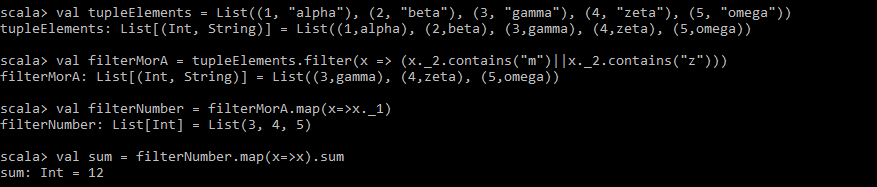 scala> val tupleElements = List((1, "alpha"), (2, "beta"), (3, "gamma"), (4, "zeta"), (5, "omega"))
tupleElements: List[(Int, String)] = List((1,alpha), (2,beta), (3,gamma), (4,zeta), (5,omega))
scala> val filterMorA = tupleElements.filter(x => (x._2.contains("m")||x._2.contains("z")))
filterMorA: List[(Int, String)] = List((3,gamma), (4,zeta), (5,omega))
scala> val filterNumber = filterMorA.map(x=>x._1)
filterNumber: List[Int] = List(3, 4, 5)
scala> val sum = filterNumber.map(x=>x).sum
sum: Int = 12